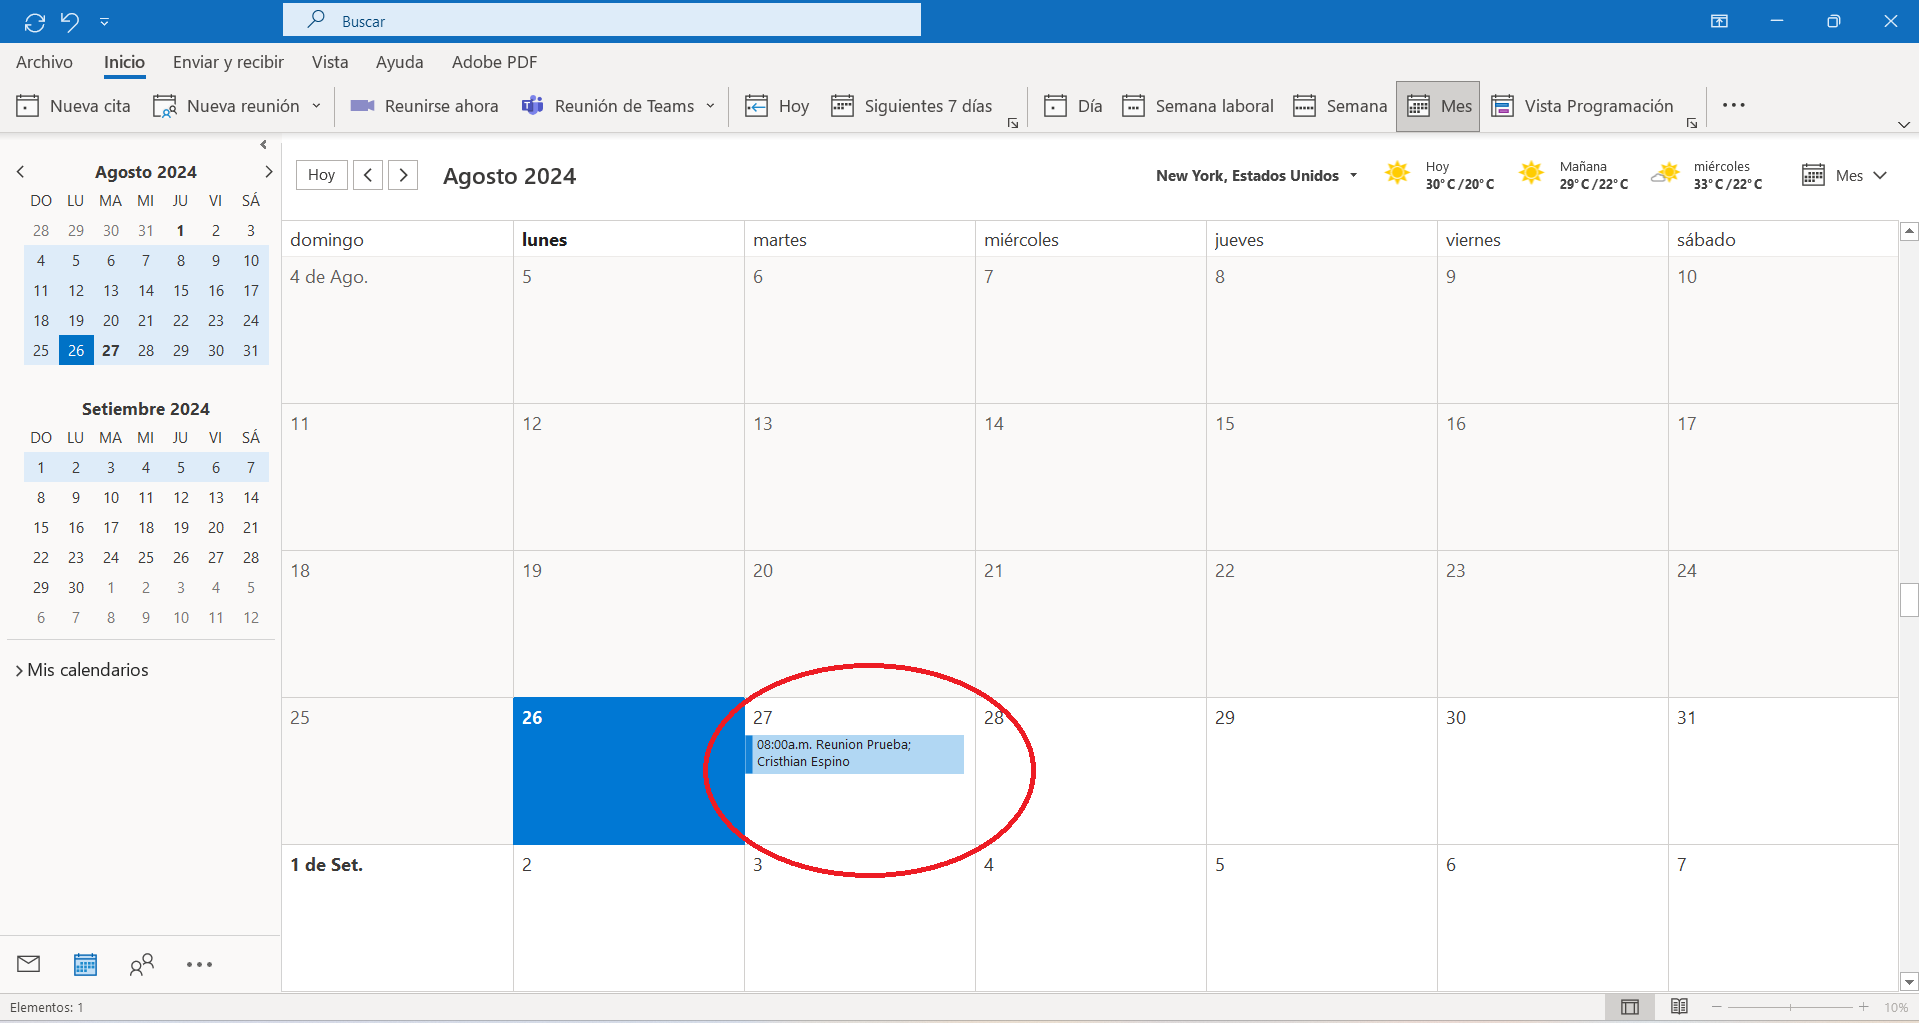 Buscar
Archivo Inicio Enviar y recibir Vista Ayuda Adobe PDF
Nueva cita Nueva reunión Reunirse ahora Reunión de Teams Hoy Siguientes 7 días Día Semana laboral Semana Mes Vista Programación
Agosto 2024
DO LU MA MI JU VI SÁ
28 29 30 31 1 2 3
4 5 6 7 8 9 10
11 12 13 14 15 16 17
18 19 20 21 22 23 24
25 26 27 28 29 30 31
Setiembre 2024
DO LU MA MI JU VI SÁ
1 2 3 4 5 6 7
8 9 10 11 12 13 14
15 16 17 18 19 20 21
22 23 24 25 26 27 28
29 30 1 2 3 4 5
6 7 8 9 10 11 12
Mis calendarios
Hoy Agosto 2024
New York, Estados Unidos
Hoy
30°C/20°C
Mañana
29°C/22°C
miércoles
33°C/22°C
Mes
domingo lunes martes miércoles jueves viernes sábado
4 de Ago. 5 6 7 8 9 10
11 12 13 14 15 16 17
18 19 20 21 22 23 24
25 26 27 28 29 30 31
08:00a.m. Reunion Prueba;
Cristhian Espino
1 de Set. 2 3 4 5 6 7
Elementos: 1
10%